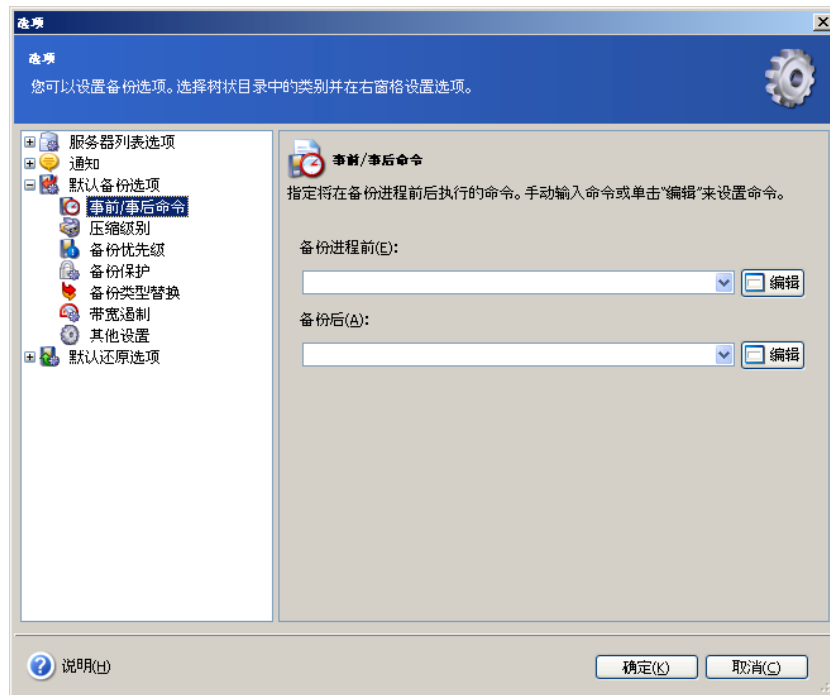 选项
选项
您可以设置备份选项。选择树状目录中的类别并在右窗格设置选项。
服务器列表选项
通知
默认备份选项
事前/事后命令
压缩级别
备份优先级
备份保护
备份类型替换
带宽遏制
其他设置
默认还原选项
事前/事后命令
指定将在备份进程前后执行的命令。手动输入命令或单击"编辑"来设置命令。
备份进程前(E):
编辑
备份后(A):
编辑
说明(H)
确定(K)
取消(C)